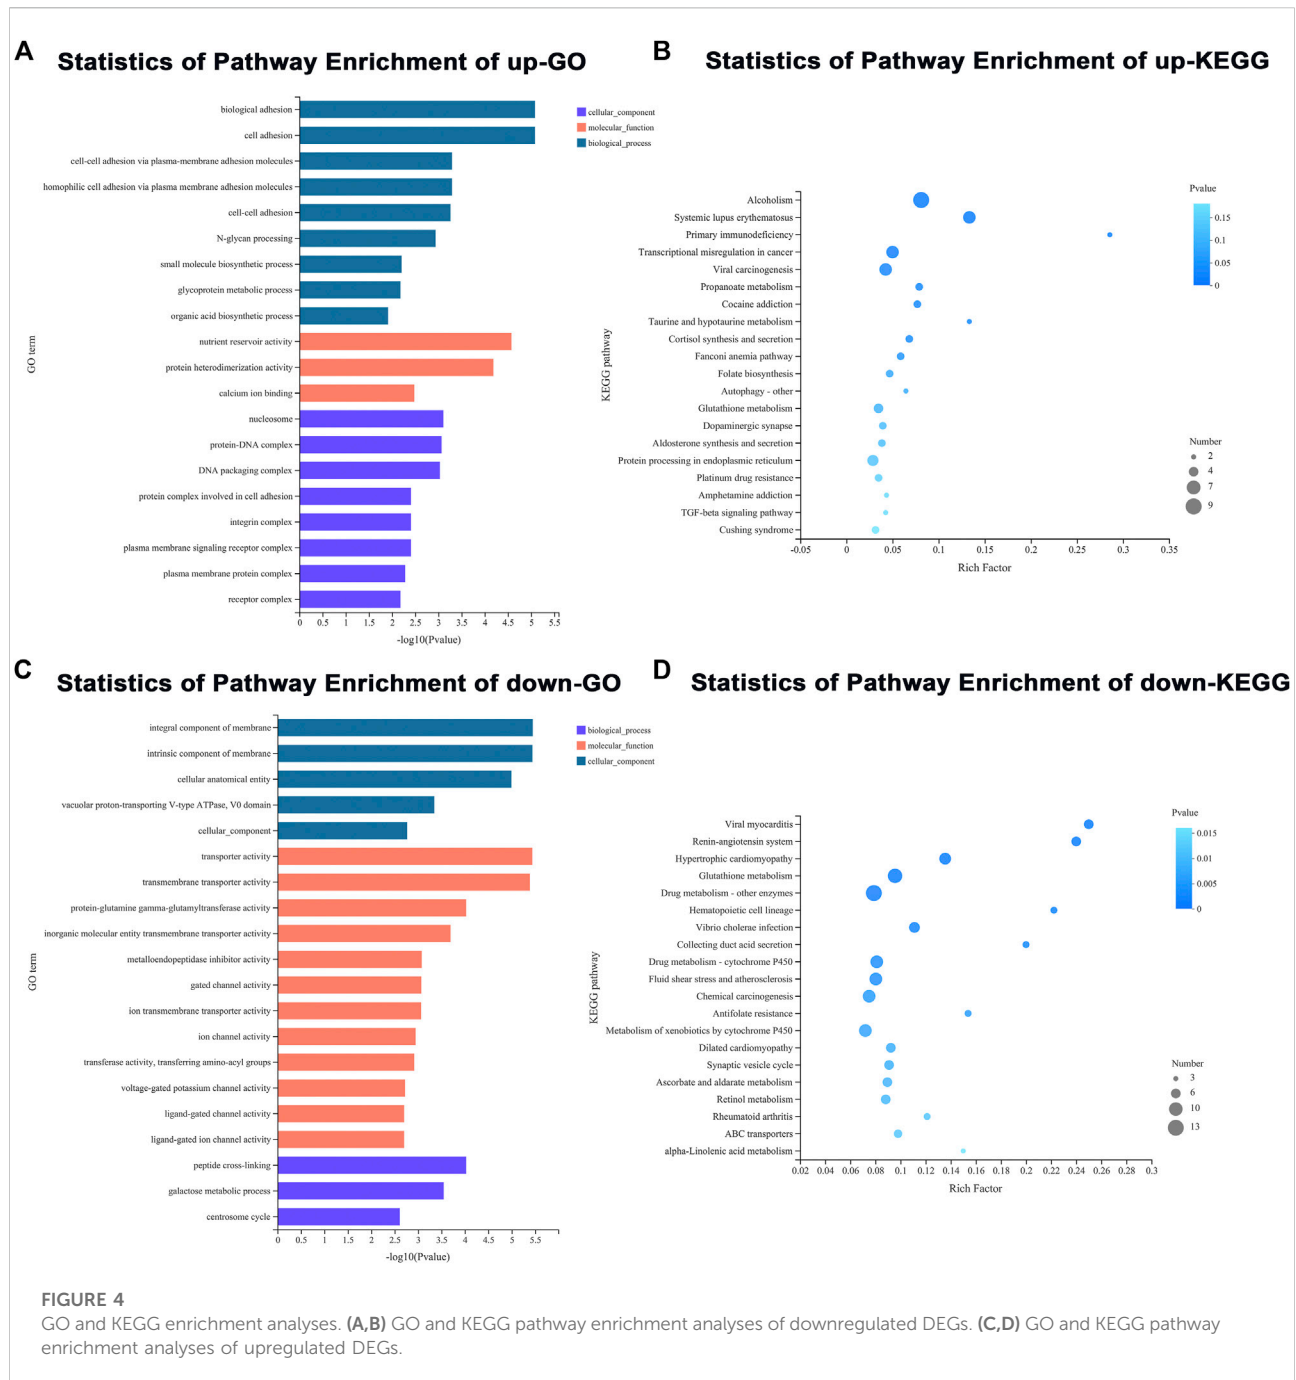 A
Statistics of Pathway Enrichment of up-GO
biological adhesion
cell adhesion
cell-cell adhesion via plasma-membrane adhesion molecules
homophilic cell adhesion via plasma membrane adhesion molecules
cell-cell adhesion
N-glycan processing
small molecule biosynthetic process
glycoprotein metabolic process
organic acid biosynthetic process
nutrient reservoir activity
protein heterodimerization activity
calcium ion binding
nucleosome
protein-DNA complex
DNA packaging complex
protein complex involved in cell adhesion
integrin complex
plasma membrane signaling receptor complex
plasma membrane protein complex
receptor complex
GO term
0 0.5 1 1.5 2 2.5 3 3.5 4 4.5 5 5.5
-log10(Pvalue)
cellular_component
molecular_function
biological_process
B
Statistics of Pathway Enrichment of up-KEGG
Alcoholism
Systemic lupus erythematosus
Primary immunodeficiency
Transcriptional misregulation in cancer
Viral carcinogenesis
Propanoate metabolism
Cocaine addiction
Taurine and hypotaurine metabolism
Cortisol synthesis and secretion
Fanconi anemia pathway
Folate biosynthesis
Autophagy - other
Glutathione metabolism
Dopaminergic synapse
Aldosterone synthesis and secretion
Protein processing in endoplasmic reticulum
Platinum drug resistance
Amphetamine addiction
TGF-beta signaling pathway
Cushing syndrome
KEGG pathway
-0.05 0 0.05 0.1 0.15 0.2 0.25 0.3 0.35
Rich Factor
Pvalue
0.15
0.1
0.05
0
Number
2
4
7
9
C
Statistics of Pathway Enrichment of down-GO
integral component of membrane
intrinsic component of membrane
cellular anatomical entity
vacuolar proton-transporting V-type ATPase, V0 domain
cellular_component
transporter activity
transmembrane transporter activity
protein-glutamine gamma-glutamyltransferase activity
inorganic molecular entity transmembrane transporter activity
metalloendopeptidase inhibitor activity
gated channel activity
ion transmembrane transporter activity
ion channel activity
transferase activity, transferring amino-acyl groups
voltage-gated potassium channel activity
ligand-gated channel activity
ligand-gated ion channel activity
peptide cross-linking
galactose metabolic process
centrosome cycle
GO term
0 0.5 1 1.5 2 2.5 3 3.5 4 4.5 5 5.5
-log10(Pvalue)
biological_process
molecular_function
cellular_component
D
Statistics of Pathway Enrichment of down-KEGG
Viral myocarditis
Renin-angiotensin system
Hypertrophic cardiomyopathy
Glutathione metabolism
Drug metabolism - other enzymes
Hematopoietic cell lineage
Vibrio cholerae infection
Collecting duct acid secretion
Drug metabolism - cytochrome P450
Fluid shear stress and atherosclerosis
Chemical carcinogenesis
Antifolate resistance
Metabolism of xenobiotics by cytochrome P450
Dilated cardiomyopathy
Synaptic vesicle cycle
Ascorbate and aldarate metabolism
Retinol metabolism
Rheumatoid arthritis
ABC transporters
alpha-Linolenic acid metabolism
KEGG pathway
0.02 0.04 0.06 0.08 0.1 0.12 0.14 0.16 0.18 0.2 0.22 0.24 0.26 0.28 0.3
Rich Factor
Pvalue
0.015
0.01
0.005
0
Number
3
6
10
13
FIGURE 4
GO and KEGG enrichment analyses. (A,B) GO and KEGG pathway enrichment analyses of downregulated DEGs. (C,D) GO and KEGG pathway
enrichment analyses of upregulated DEGs.